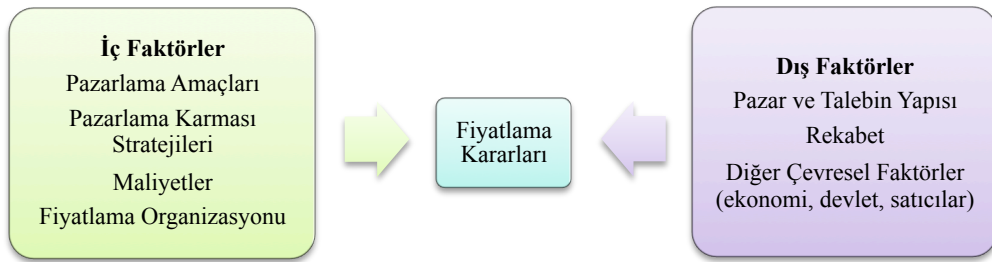 İç Faktörler
Pazarlama Amaçları
Pazarlama Karması
Stratejileri
Maliyetler
Fiyatlama Organizasyonu
Fiyatlama
Kararları
Dış Faktörler
Pazar ve Talebin Yapısı
Rekabet
Diğer Çevresel Faktörler
(ekonomi, devlet, satıcılar)